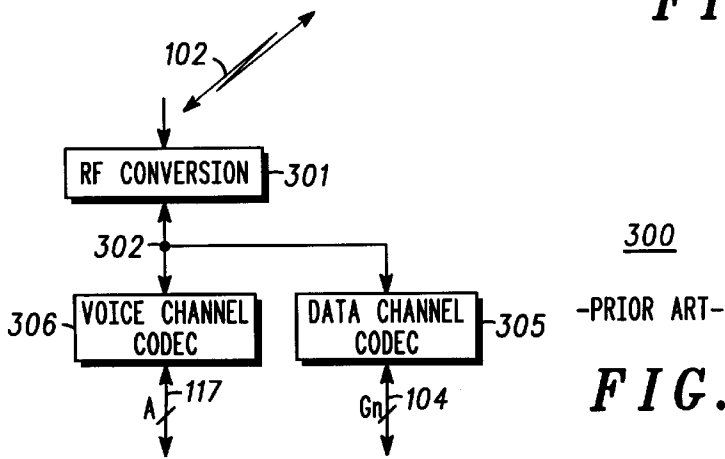 F I
102
RF CONVERSION
301
302
300
306
VOICE CHANNEL
CODEC
DATA CHANNEL
CODEC
305
-PRIOR ART-
A
117
Gn
104
FIG.